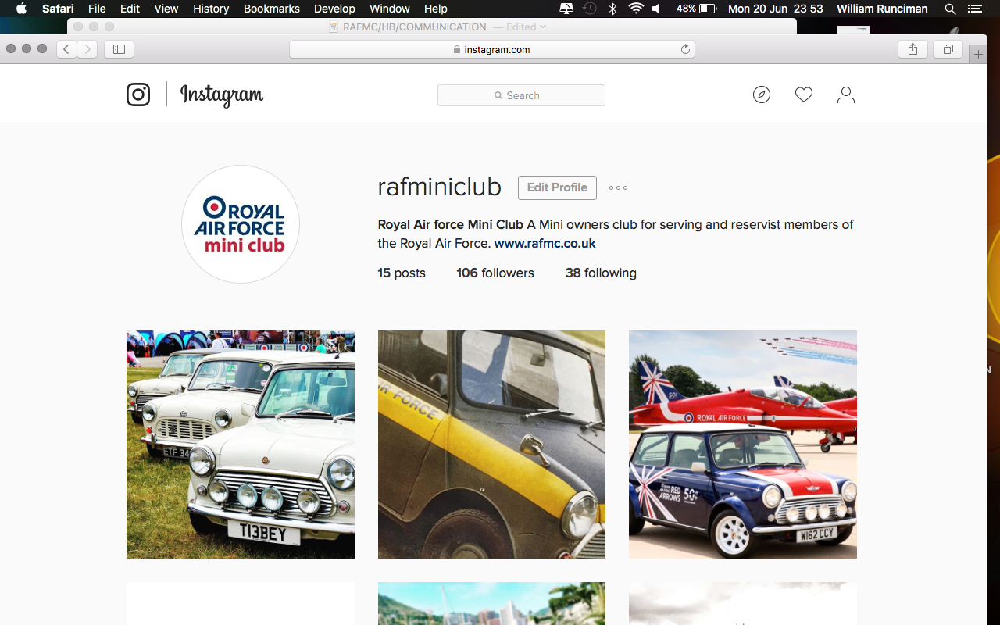 Safari File Edit View History Bookmarks Develop Window Help 48% Mon 20 Jun 23 53 William Runciman
RAFMC/HB/COMMUNICATION — Edited
instagram.com
Instagram
Search
ROYAL
AIR FORCE
mini club
rafminiclub Edit Profile
Royal Air force Mini Club A Mini owners club for serving and reservist members of
the Royal Air Force. www.rafmc.co.uk
15 posts 106 followers 38 following
ETF 34
T13BEY
IR FORCE
50
ROYAL AIR FORCE
RED
ARROWS
50
W162 CCY
N